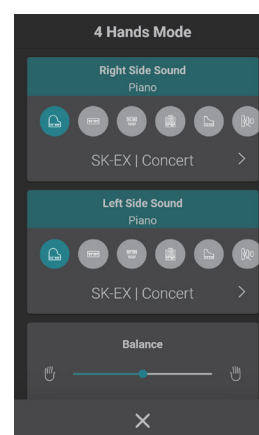 4 Hands Mode
Right Side Sound
Piano
SK-EX | Concert
Left Side Sound
Piano
SK-EX | Concert
Balance